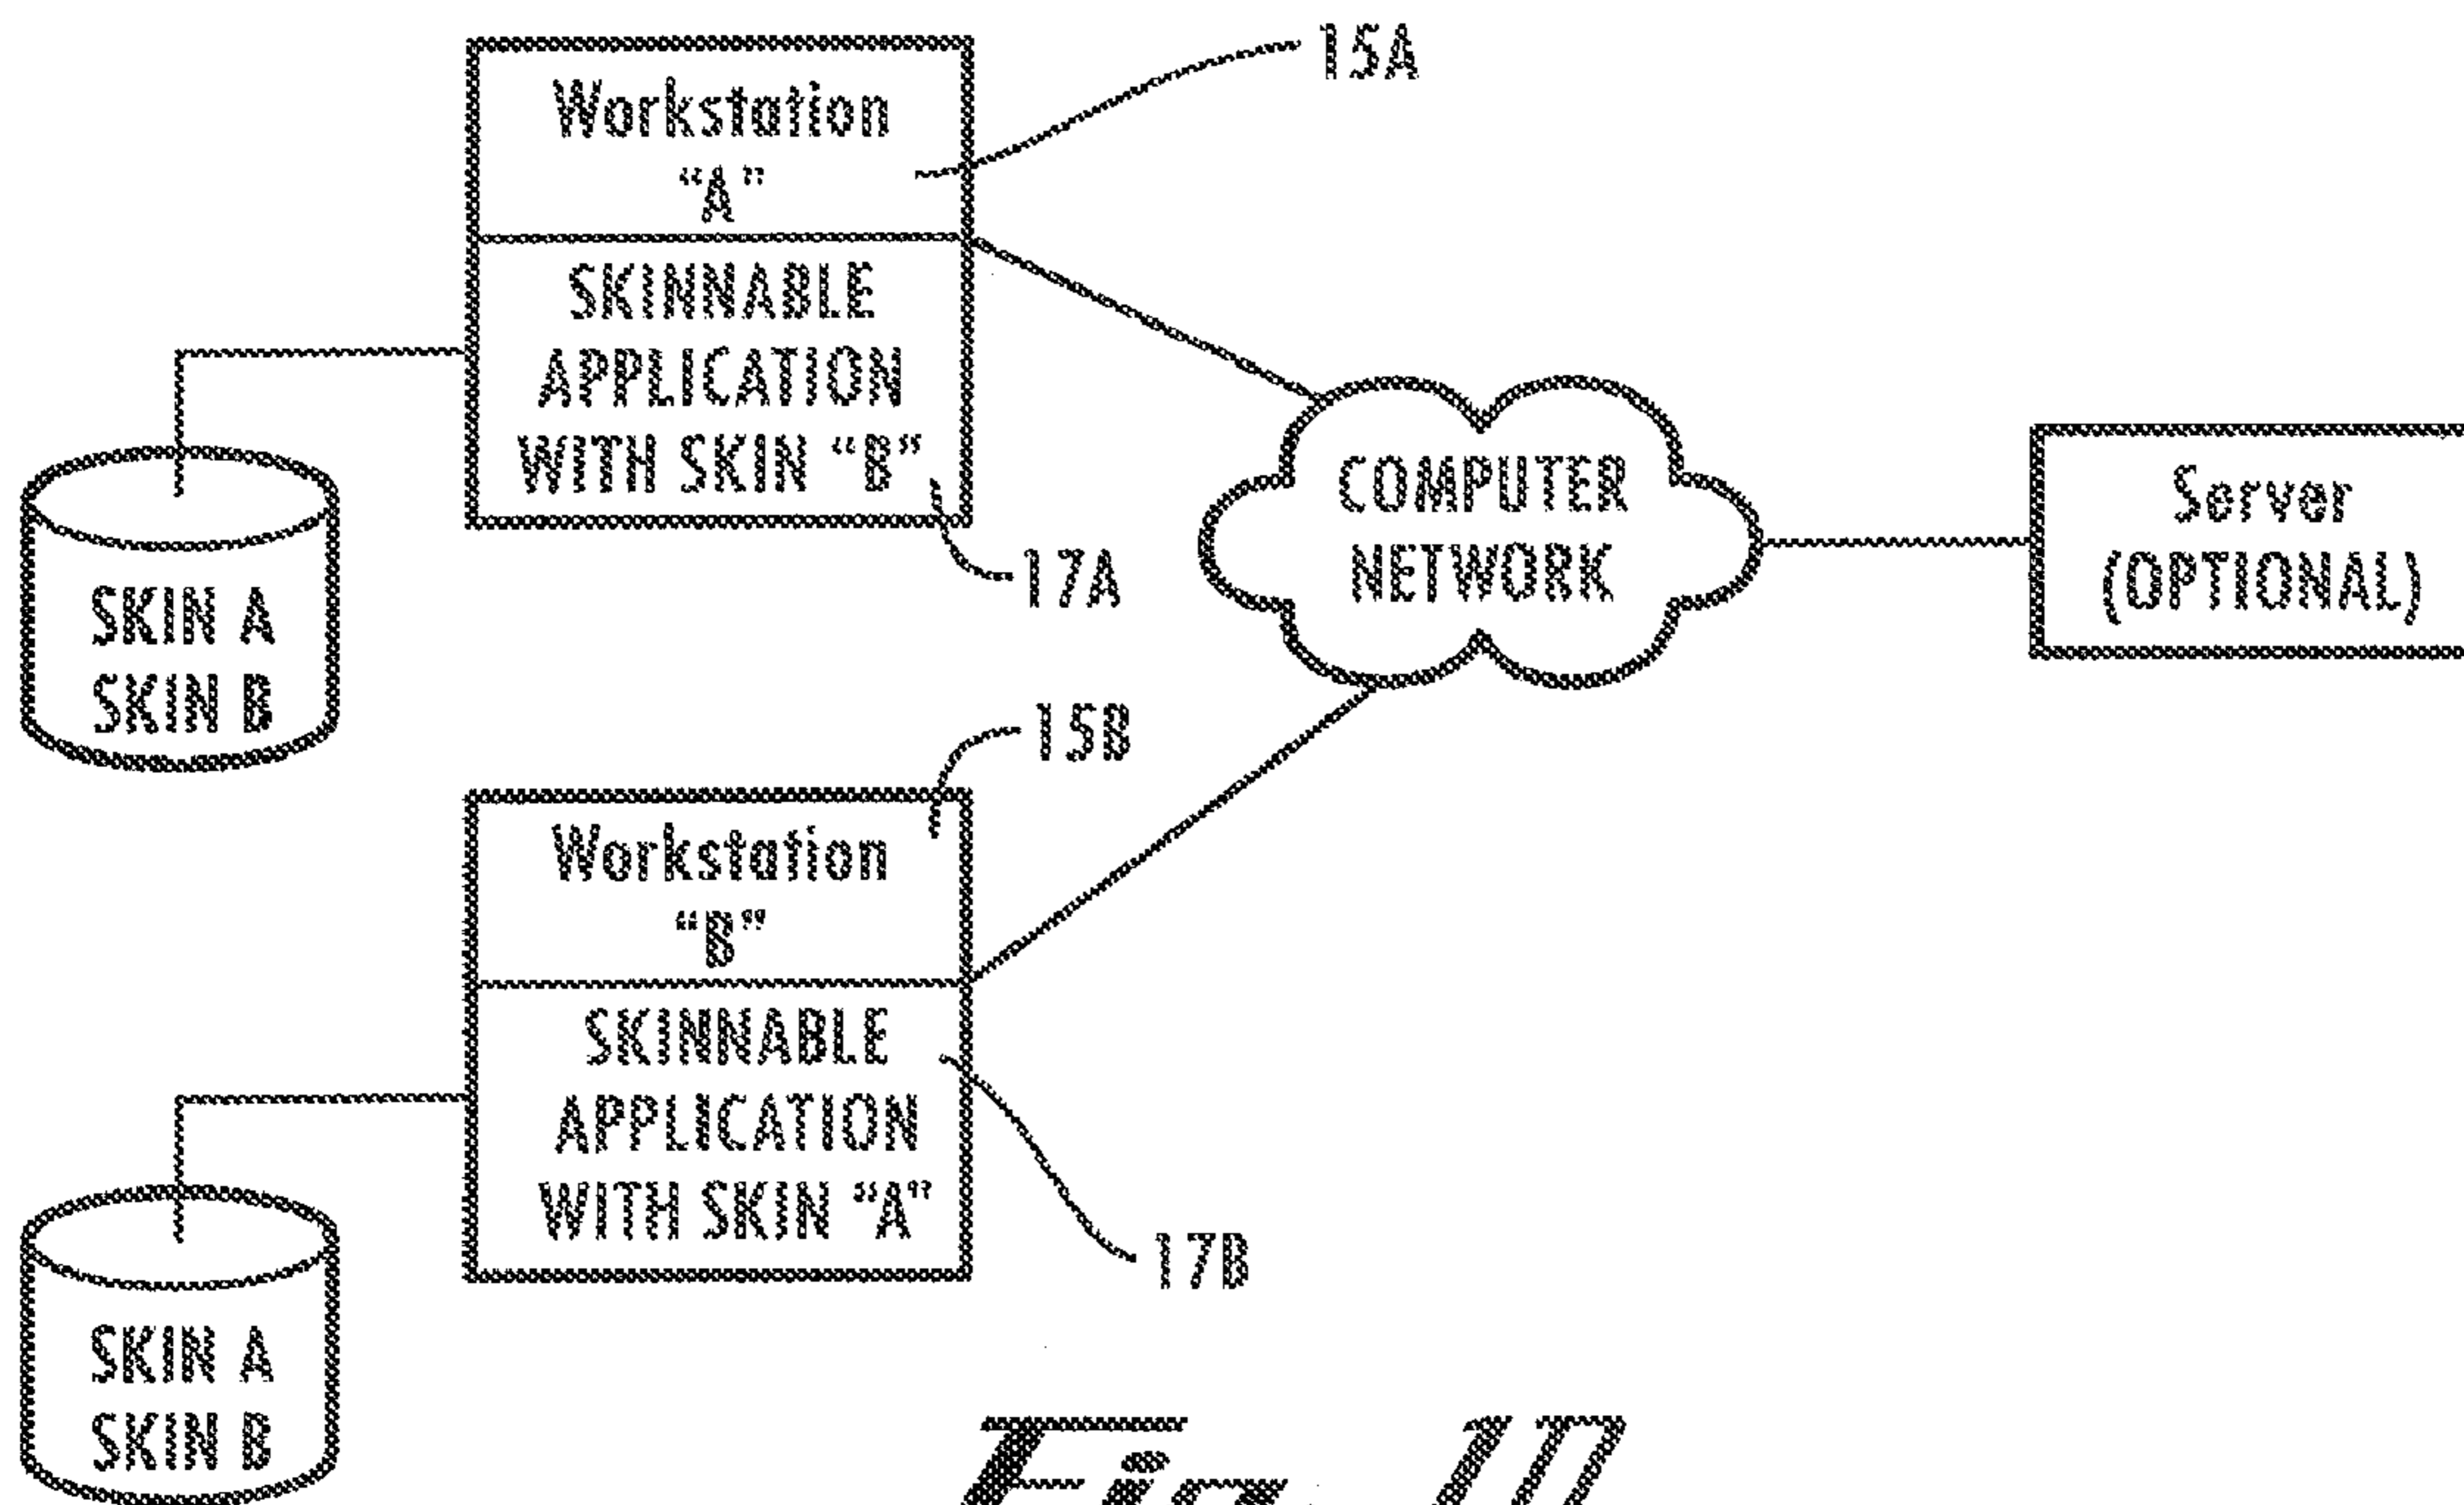 15A
Workstation
“A”
SKINNABLE
APPLICATION
WITH SKIN “B”
17A
SKIN A
SKIN B
COMPUTER
NETWORK
Server
(OPTIONAL)
15B
Workstation
“B”
SKINNABLE
APPLICATION
WITH SKIN “A”
17B
SKIN A
SKIN B